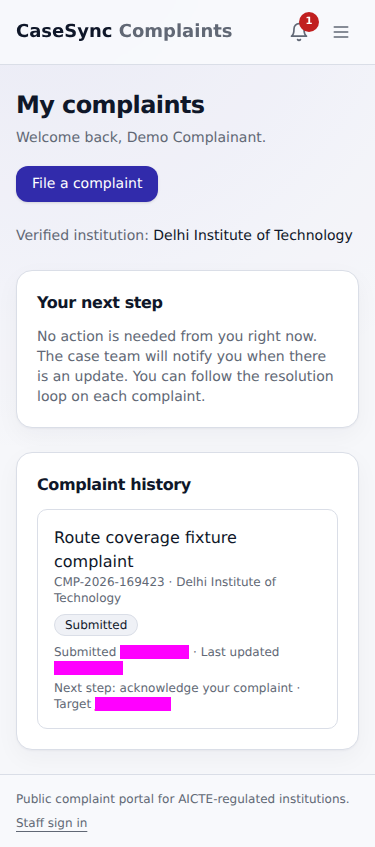 CaseSync Complaints
1
My complaints
Welcome back, Demo Complainant.
File a complaint
Verified institution: Delhi Institute of Technology
Your next step
No action is needed from you right now.
The case team will notify you when there
is an update. You can follow the resolution
loop on each complaint.
Complaint history
Route coverage fixture
complaint
CMP-2026-169423 · Delhi Institute of
Technology
Submitted
Submitted · Last updated
Next step: acknowledge your complaint ·
Target
Public complaint portal for AICTE-regulated institutions.
Staff sign in